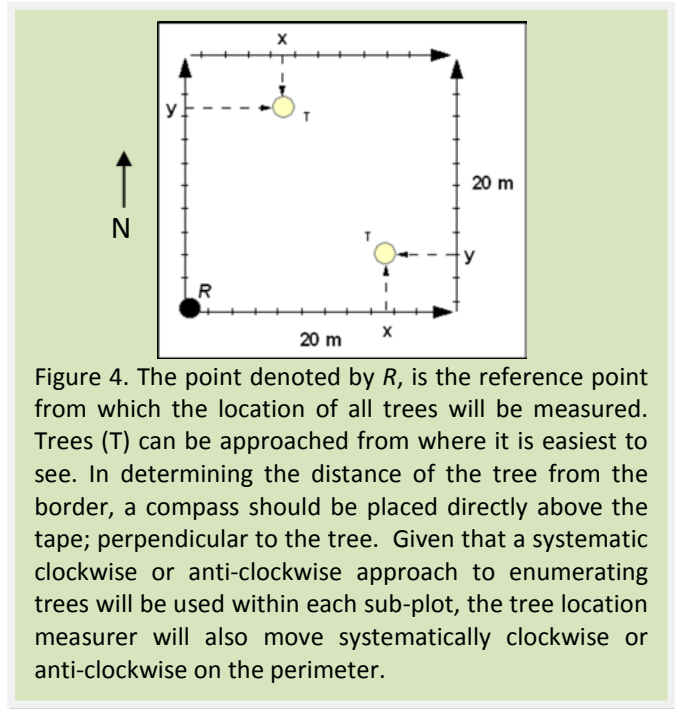 x
y
T
20 m
N
T
y
R
20 m
x
Figure 4. The point denoted by R, is the reference point
from which the location of all trees will be measured.
Trees (T) can be approached from where it is easiest to
see. In determining the distance of the tree from the
border, a compass should be placed directly above the
tape; perpendicular to the tree. Given that a systematic
clockwise or anti-clockwise approach to enumerating
trees will be used within each sub-plot, the tree location
measurer will also move systematically clockwise or
anti-clockwise on the perimeter.